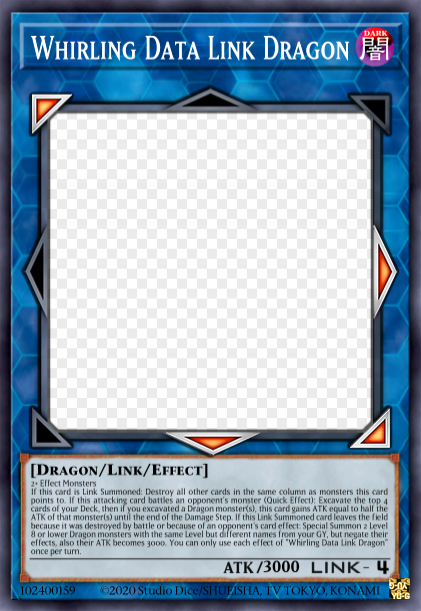 Whirling Data Link Dragon
DARK
闇
[Dragon/Link/Effect]
2+ Effect Monsters
If this card is Link Summoned: Destroy all other cards in the same column as monsters this card
points to. If this attacking card battles an opponent's monster (Quick Effect): Excavate the top 4
cards of your Deck, then if you excavated a Dragon monster(s), this card gains ATK equal to half the
ATK of that monster(s) until the end of the Damage Step. If this Link Summoned card leaves the field
because it was destroyed by battle or because of an opponent's card effect: Special Summon 2 Level
8 or lower Dragon monsters with the same Level but different names from your GY, but negate their
effects, also their ATK becomes 3000. You can only use each effect of "Whirling Data Link Dragon"
once per turn.
ATK/3000 LINK- 4
102400159 ©2020 Studio Dice/SHUEISHA, TV TOKYO, KONAMI